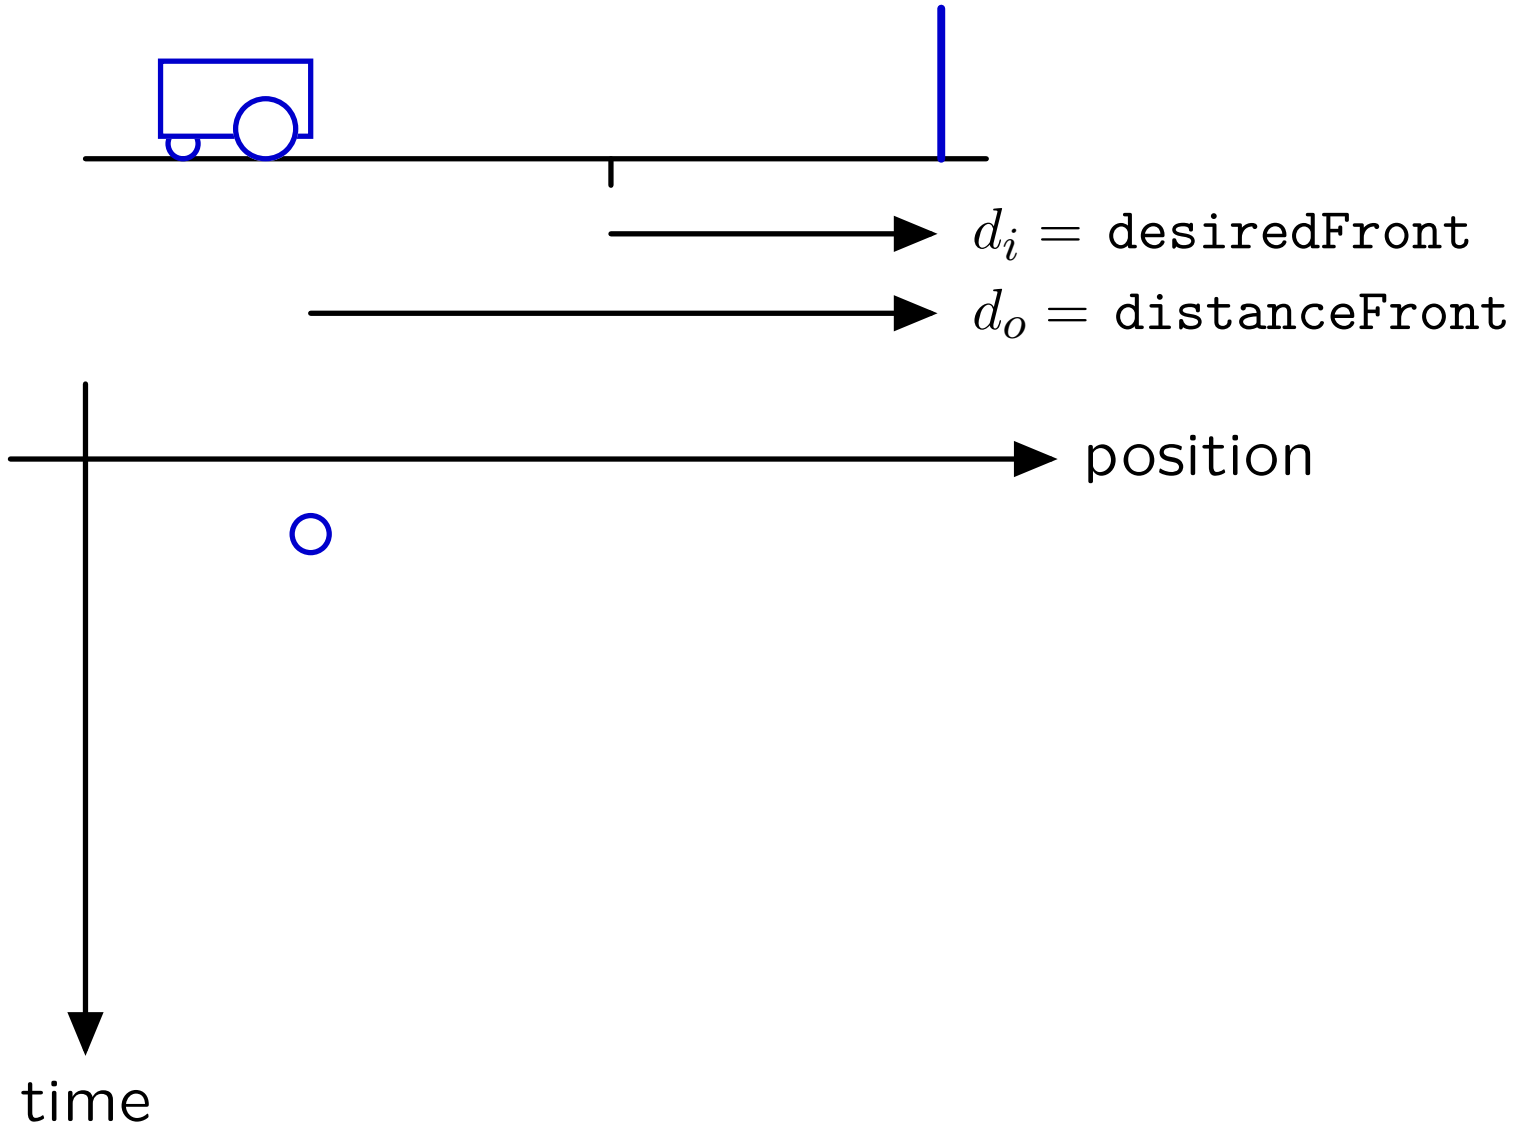 d_i = desiredFront
d_o = distanceFront
position
time